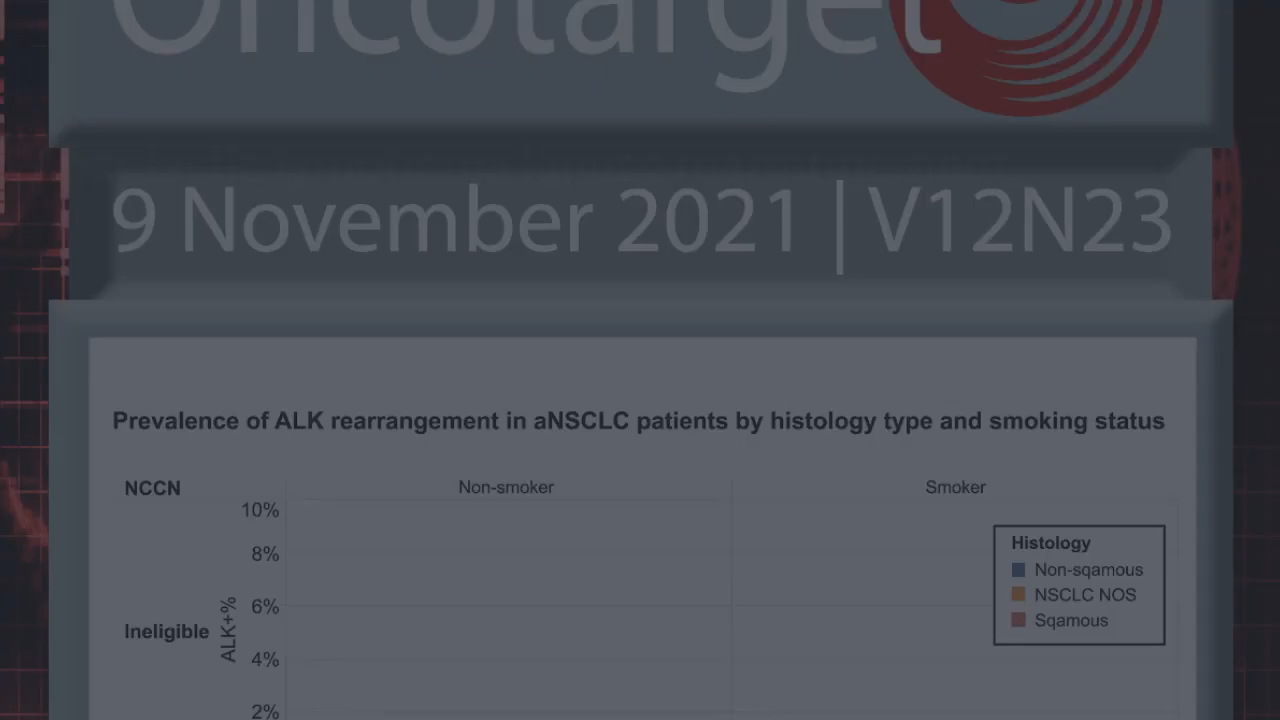 Oncotarget
9 November 2021 | V12N23
Prevalence of ALK rearrangement in aNSCLC patients by histology type and smoking status
NCCN
Non-smoker
Smoker
10%
8%
6%
4%
2%
ALK+%
Ineligible
Histology
Non-sqamous
NSCLC NOS
Sqamous